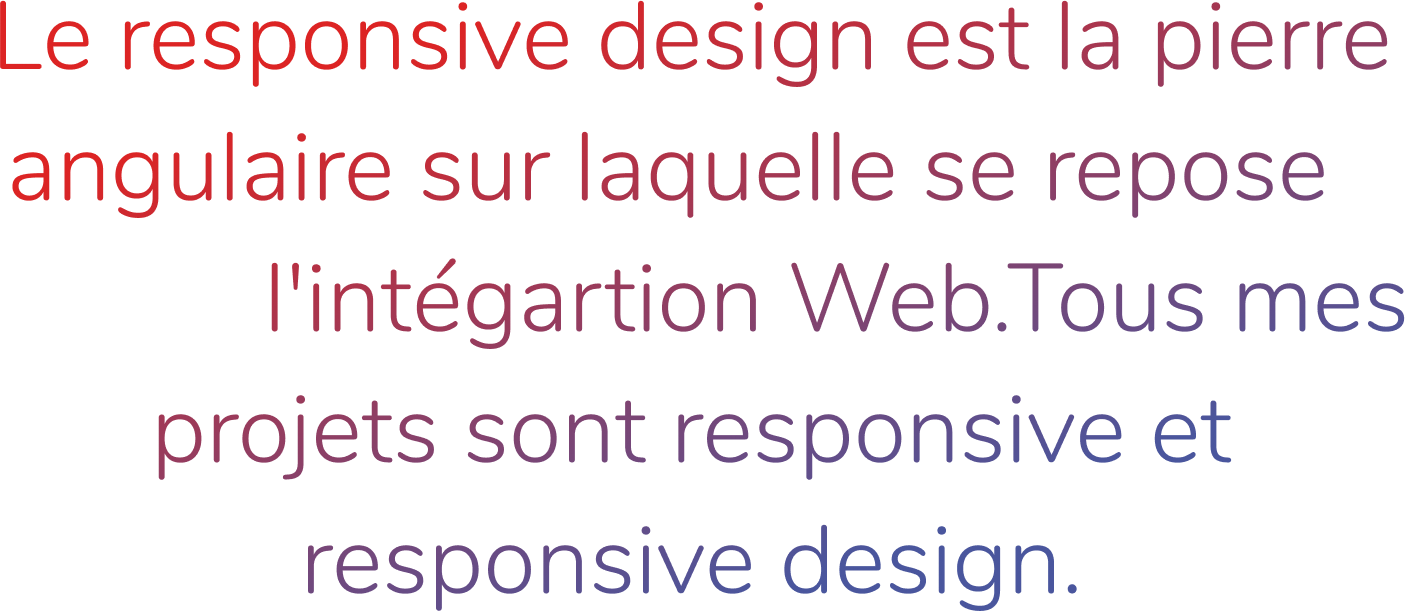 Le responsive design est la pierre
angulaire sur laquelle se repose
l'intégartion Web.Tous mes
projets sont responsive et
responsive design.